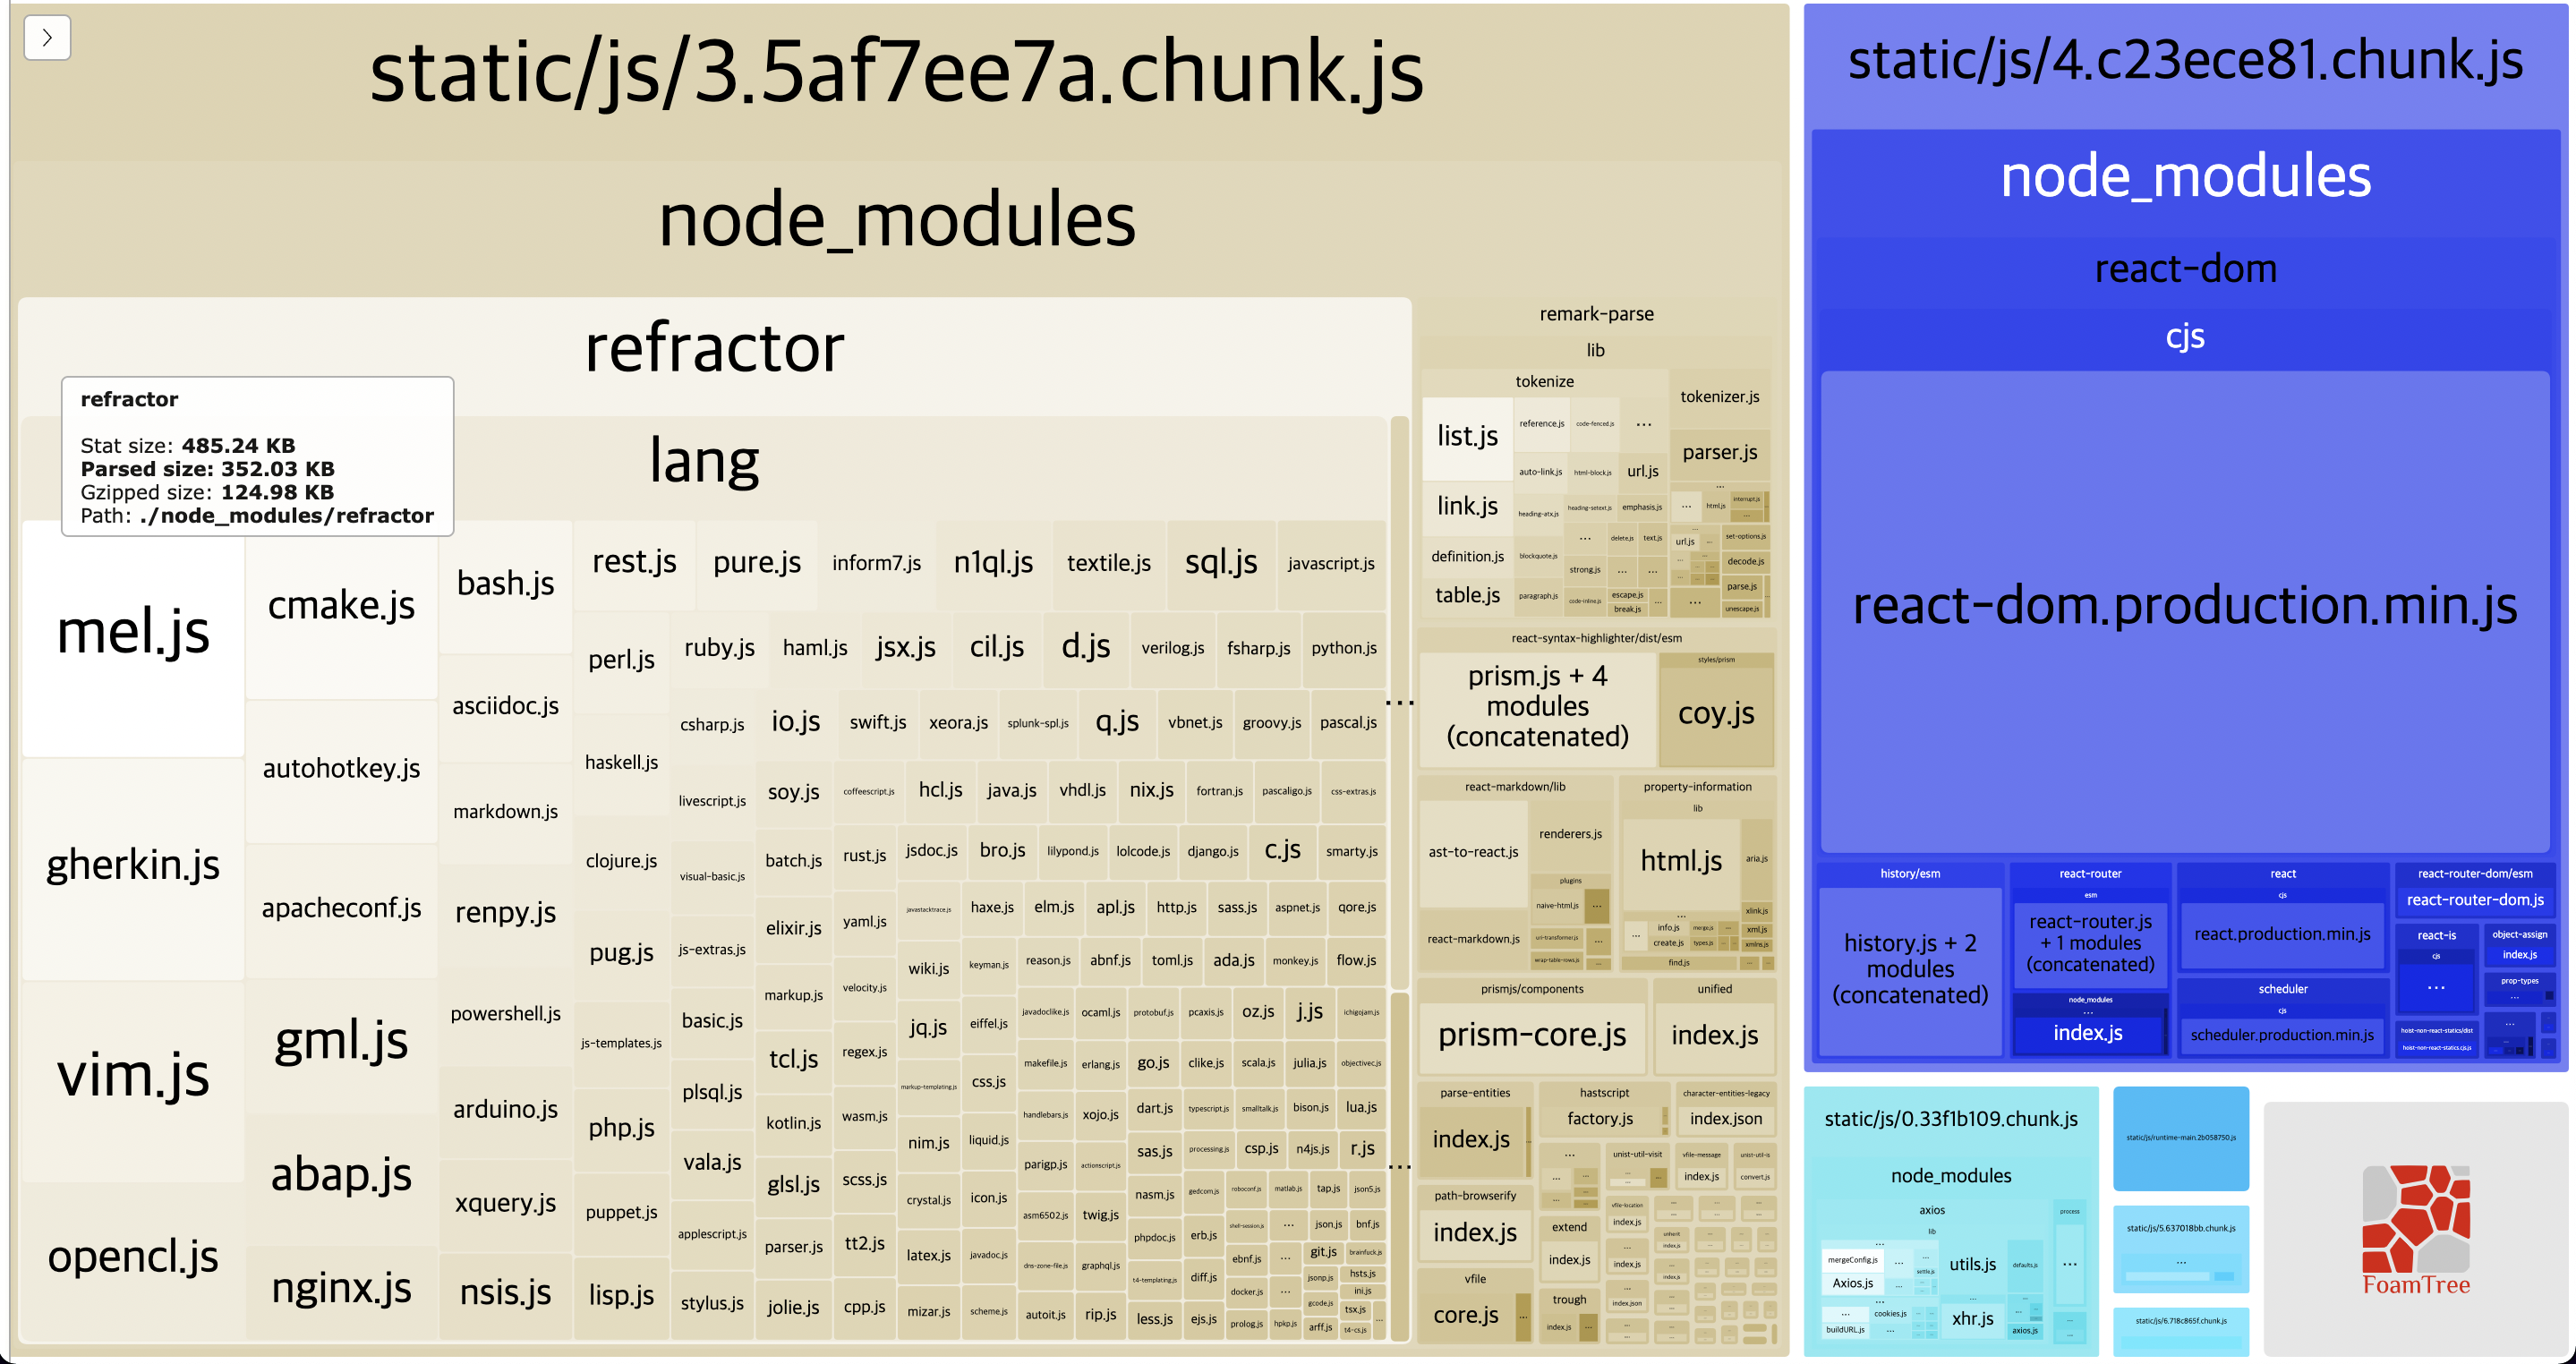 static/js/3.5af7ee7a.chunk.js
node_modules
refractor
refractor
Stat size: 485.24 KB
Parsed size: 352.03 KB
Gzipped size: 124.98 KB
Path: ./node_modules/refractor
lang
mel.js
gherkin.js
vim.js
opencl.js
cmake.js
autohotkey.js
apacheconf.js
gml.js
abap.js
nginx.js
bash.js
asciidoc.js
markdown.js
renpy.js
powershell.js
arduino.js
xquery.js
nsis.js
rest.js
pure.js
inform7.js
n1ql.js
textile.js
sql.js
javascript.js
perl.js
haskell.js
clojure.js
pug.js
js-templates.js
php.js
puppet.js
lisp.js
ruby.js
haml.js
jsx.js
cil.js
d.js
verilog.js
fsharp.js
python.js
csharp.js
livescript.js
visual-basic.js
js-extras.js
basic.js
plsql.js
vala.js
applescript.js
stylus.js
io.js
swift.js
xeora.js
splunk-spl.js
q.js
vbnet.js
groovy.js
pascal.js
soy.js
batch.js
elixir.js
markup.js
tcl.js
kotlin.js
glsl.js
parser.js
jolie.js
coffeescript.js
hcl.js
java.js
vhdl.js
nix.js
fortran.js
pascaligo.js
css-extras.js
rust.js
yaml.js
velocity.js
regex.js
wasm.js
scss.js
tt2.js
cpp.js
jsdoc.js
bro.js
lilypond.js
lolcode.js
django.js
c.js
smarty.js
javastacktrace.js
haxe.js
elm.js
apl.js
http.js
sass.js
aspnet.js
qore.js
wiki.js
keyman.js
reason.js
abnf.js
toml.js
ada.js
monkey.js
flow.js
jq.js
eiffel.js
javadoclike.js
ocaml.js
protobuf.js
pcaxis.js
oz.js
j.js
ichigojam.js
markup-templating.js
css.js
makefile.js
erlang.js
go.js
clike.js
scala.js
julia.js
objectivec.js
handlebars.js
xojo.js
dart.js
typescript.js
smalltalk.js
bison.js
lua.js
nim.js
liquid.js
parigp.js
actionscript.js
sas.js
processing.js
csp.js
n4js.js
r.js
crystal.js
icon.js
asm6502.js
twig.js
nasm.js
gedcom.js
roboconf.js
matlab.js
tap.js
json5.js
phpdoc.js
erb.js
shell-session.js
...
json.js
bnf.js
latex.js
javadoc.js
dns-zone-file.js
graphql.js
t4-templating.js
diff.js
ebnf.js
...
git.js
brainfuck.js
jsonp.js
hsts.js
mizar.js
scheme.js
autoit.js
rip.js
less.js
ejs.js
docker.js
...
gcode.js
ini.js
prolog.js
hpkp.js
arff.js
tsx.js
t4-cs.js
...
...
...
remark-parse
lib
tokenize
list.js
link.js
definition.js
table.js
reference.js
code-fenced.js
...
auto-link.js
html-block.js
url.js
heading-atx.js
heading-setext.js
emphasis.js
blockquote.js
...
delete.js
text.js
strong.js
...
...
paragraph.js
code-inline.js
escape.js
break.js
...
tokenizer.js
parser.js
...
...
html.js
interrupt.js
...
...
url.js
...
set-options.js
decode.js
parse.js
unescape.js
...
react-syntax-highlighter/dist/esm
prism.js + 4
modules
(concatenated)
styles/prism
coy.js
react-markdown/lib
ast-to-react.js
react-markdown.js
renderers.js
plugins
naive-html.js
...
uri-transformer.js
...
wrap-table-rows.js
...
property-information
lib
html.js
aria.js
xlink.js
xml.js
xmlns.js
...
...
info.js
merge.js
create.js
types.js
find.js
prismjs/components
prism-core.js
unified
index.js
parse-entities
index.js
hastscript
factory.js
character-entities-legacy
index.json
path-browserify
index.js
...
unist-util-visit
...
vfile-message
index.js
unist-util-is
convert.js
vfile
core.js
...
extend
index.js
trough
index.js
...
vfile-location
index.js
...
index.js
...
index.json
inherit
index.js
...
index.js
static/js/4.c23ece81.chunk.js
node_modules
react-dom
cjs
react-dom.production.min.js
history/esm
history.js + 2
modules
(concatenated)
react-router
esm
react-router.js
+ 1 modules
(concatenated)
node_modules
...
index.js
react
cjs
react.production.min.js
scheduler
cjs
scheduler.production.min.js
react-router-dom/esm
react-router-dom.js
react-is
cjs
...
object-assign
index.js
prop-types
...
hoist-non-react-statics/dist
hoist-non-react-statics.cjs.js
...
static/js/0.33f1b109.chunk.js
node_modules
axios
lib
...
mergeConfig.js
...
settle.js
Axios.js
...
...
...
cookies.js
buildURL.js
...
utils.js
xhr.js
defaults.js
...
axios.js
process
...
...
static/js/runtime-main.2b058750.js
static/js/5.637018bb.chunk.js
...
static/js/6.718c865f.chunk.js
FoamTree